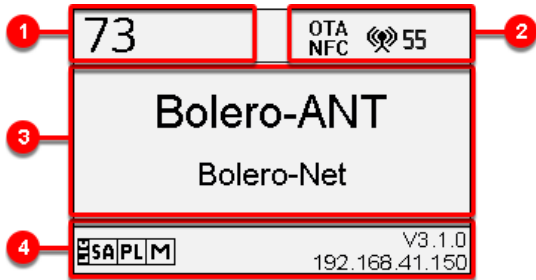 1
73
OTA
NFC
55
2
3
Bolero-ANT
Bolero-Net
4
SA PL M
V3.1.0
192.168.41.150